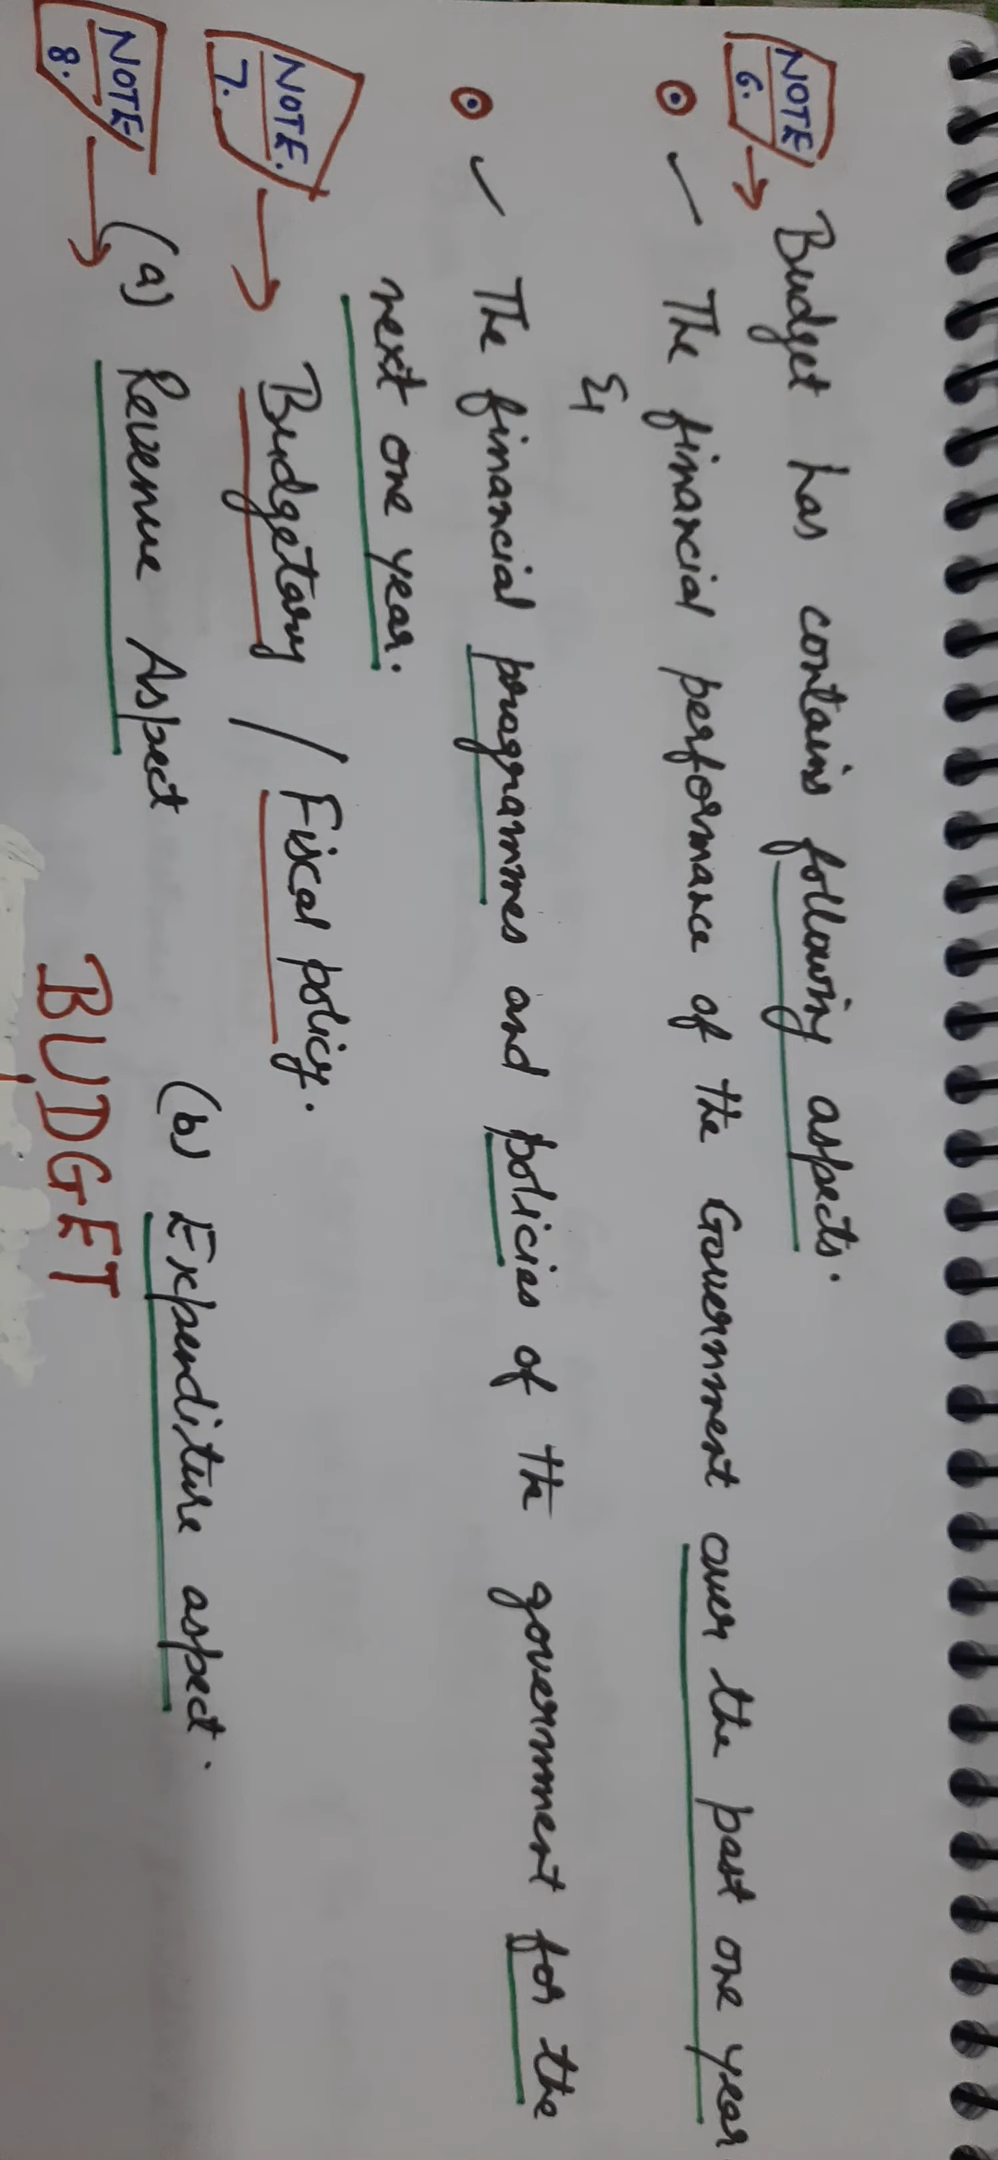 NOTE 6. → Budget has contains following aspects.
✓ The financial performance of the Government over the past one year
&
✓ The financial programmes and policies of the government for the
next one year.
NOTE. 7. → Budgetary / Fiscal policy.
NOTE 8. → (a) Revenue Aspect (b) Expenditure aspect.
BUDGET